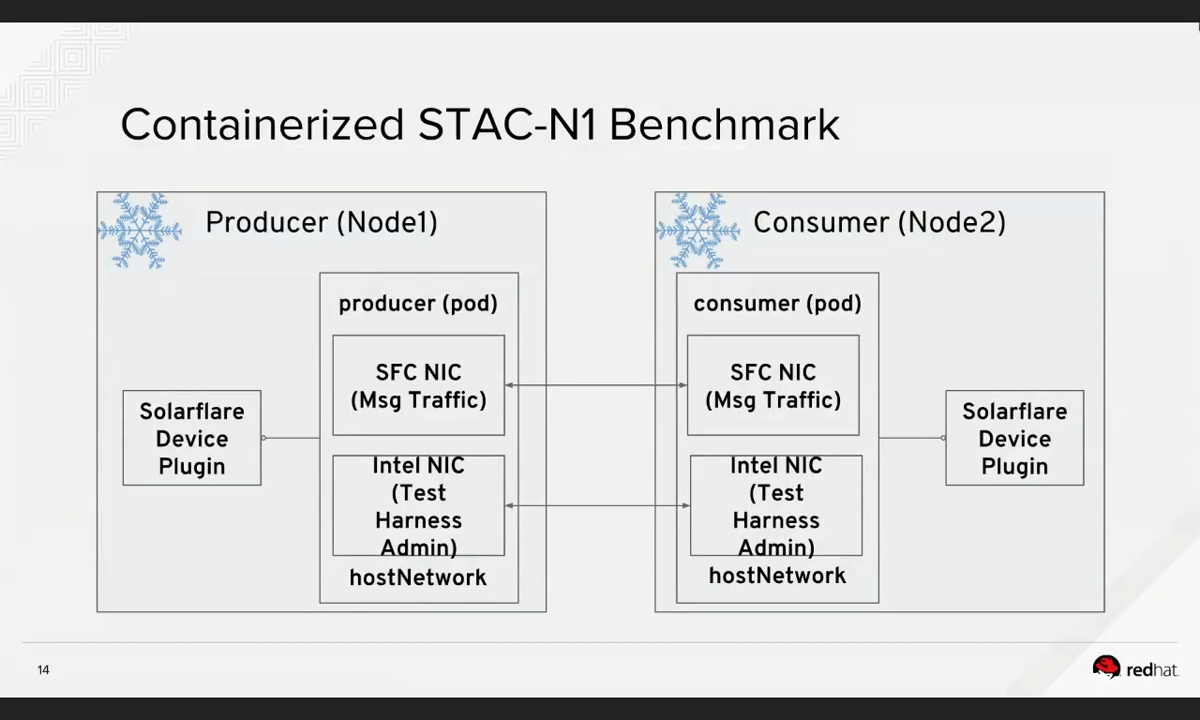 Containerized STAC-N1 Benchmark
Producer (Node1)
producer (pod)
SFC NIC
(Msg Traffic)
Solarflare
Device
Plugin
Intel NIC
(Test
Harness
Admin)
hostNetwork
Consumer (Node2)
consumer (pod)
SFC NIC
(Msg Traffic)
Intel NIC
(Test
Harness
Admin)
hostNetwork
Solarflare
Device
Plugin
14
redhat.